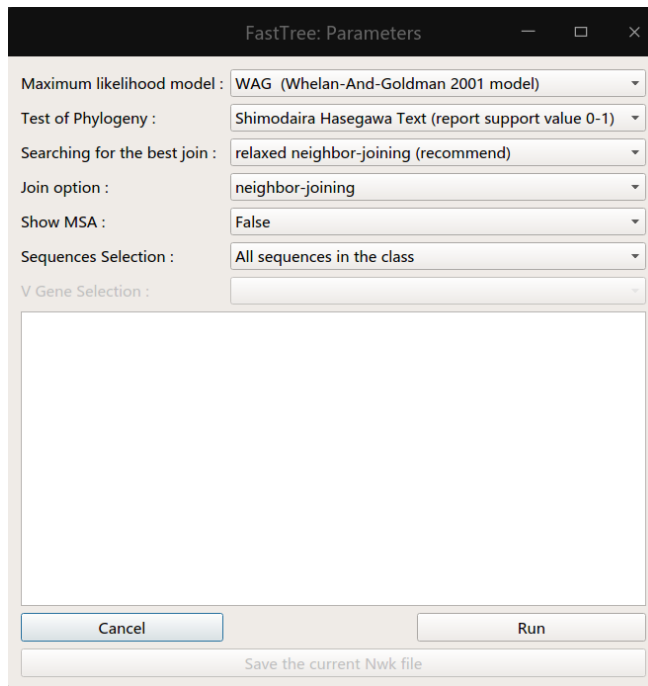 FastTree: Parameters
Maximum likelihood model : WAG (Whelan-And-Goldman 2001 model)
Test of Phylogeny : Shimodaira Hasegawa Text (report support value 0-1)
Searching for the best join : relaxed neighbor-joining (recommend)
Join option : neighbor-joining
Show MSA : False
Sequences Selection : All sequences in the class
V Gene Selection :
Cancel Run
Save the current Nwk file